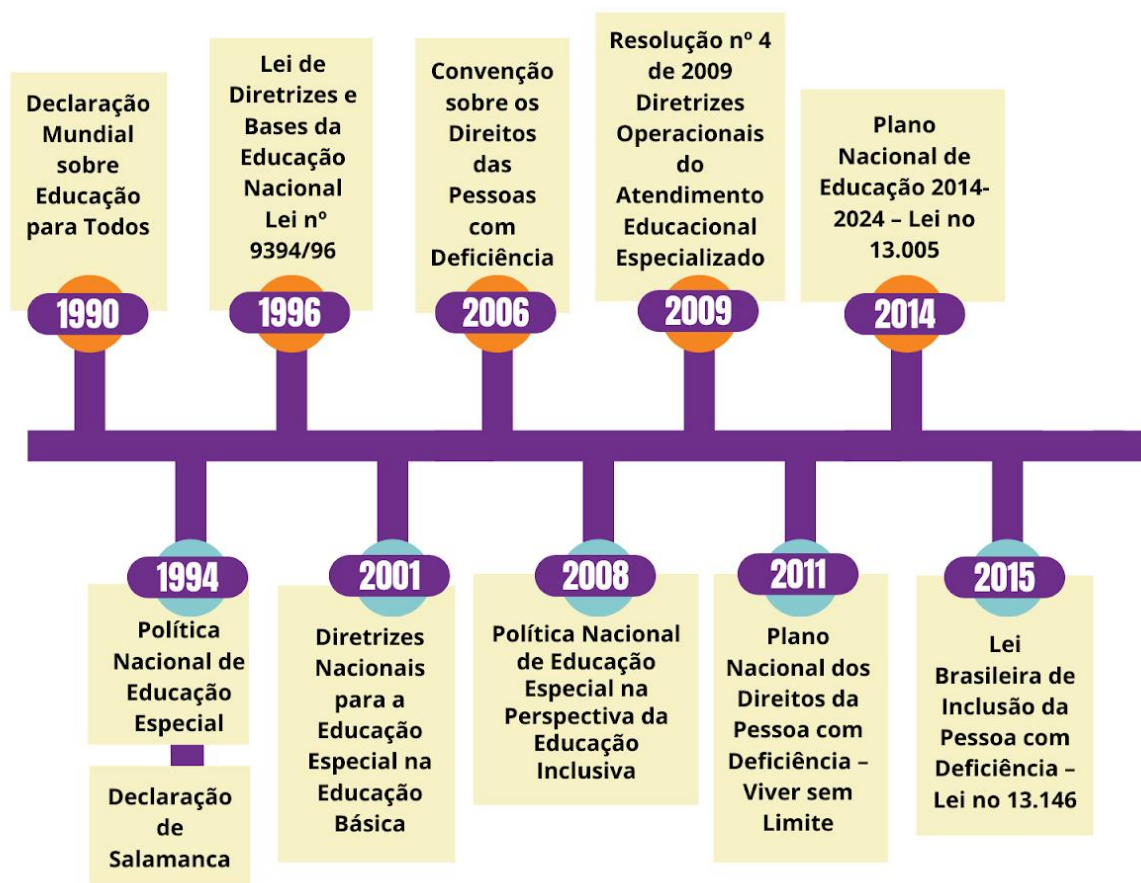 Declaração
Mundial
sobre
Educação
para Todos
1990
Lei de
Diretrizes e
Bases da
Educação
Nacional
Lei nº
9394/96
1996
Convenção
sobre os
Direitos
das
Pessoas
com
Deficiência
2006
Resolução nº 4
de 2009
Diretrizes
Operacionais
do
Atendimento
Educacional
Especializado
2009
Plano
Nacional de
Educação 2014-
2024 – Lei no
13.005
2014
1994
Política
Nacional de
Educação
Especial
Declaração
de
Salamanca
2001
Diretrizes
Nacionais
para a
Educação
Especial na
Educação
Básica
2008
Política Nacional
de Educação
Especial na
Perspectiva da
Educação
Inclusiva
2011
Plano
Nacional dos
Direitos da
Pessoa com
Deficiência –
Viver sem
Limite
2015
Lei
Brasileira de
Inclusão da
Pessoa com
Deficiência –
Lei no 13.146